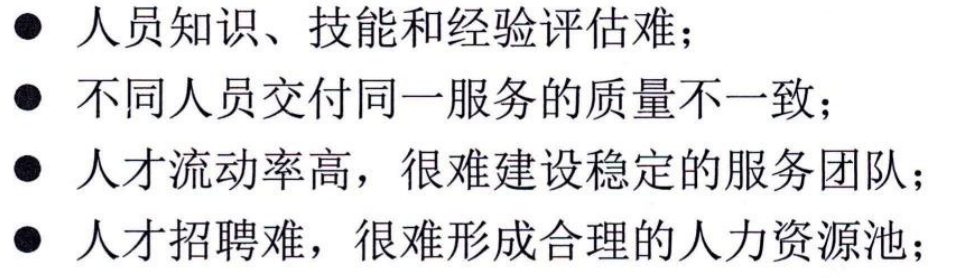 ● 人员知识、技能和经验评估难；
● 不同人员交付同一服务的质量不一致；
● 人才流动率高，很难建设稳定的服务团队；
● 人才招聘难，很难形成合理的人力资源池；